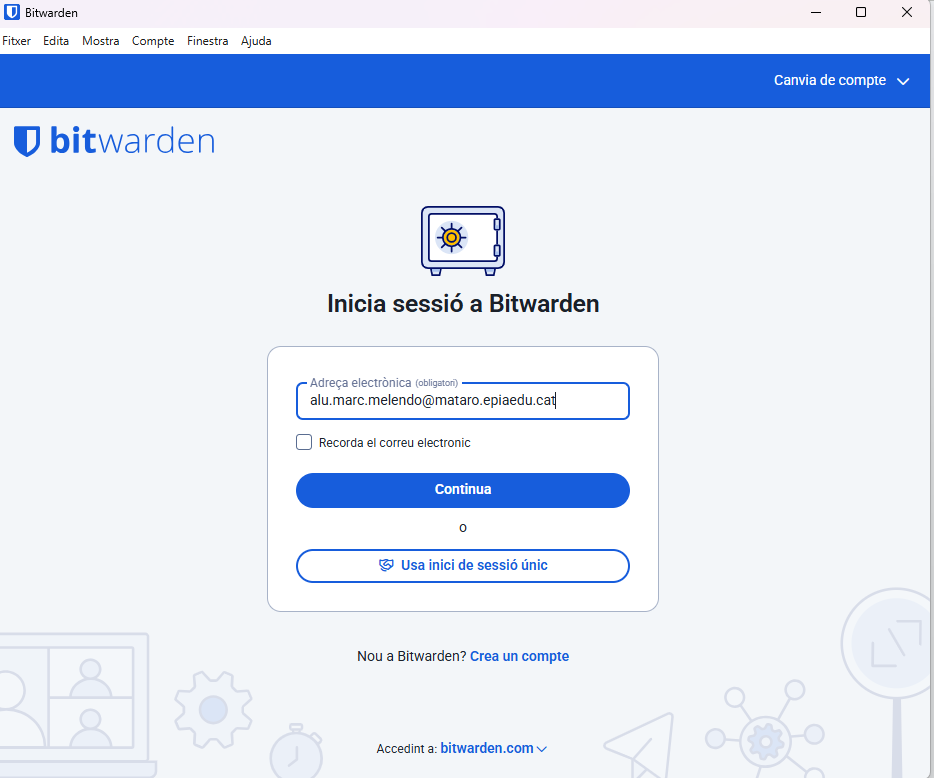 Bitwarden
Fitxer Edita Mostra Compte Finestra Ajuda
Canvia de compte
bitwarden
Inicia sessió a Bitwarden
Adreça electrònica (obligatori)
alu.marc.melendo@mataro.epiaedu.cat
Recorda el correu electronic
Continua
o
Usa inici de sessió únic
Nou a Bitwarden? Crea un compte
Accedint a: bitwarden.com